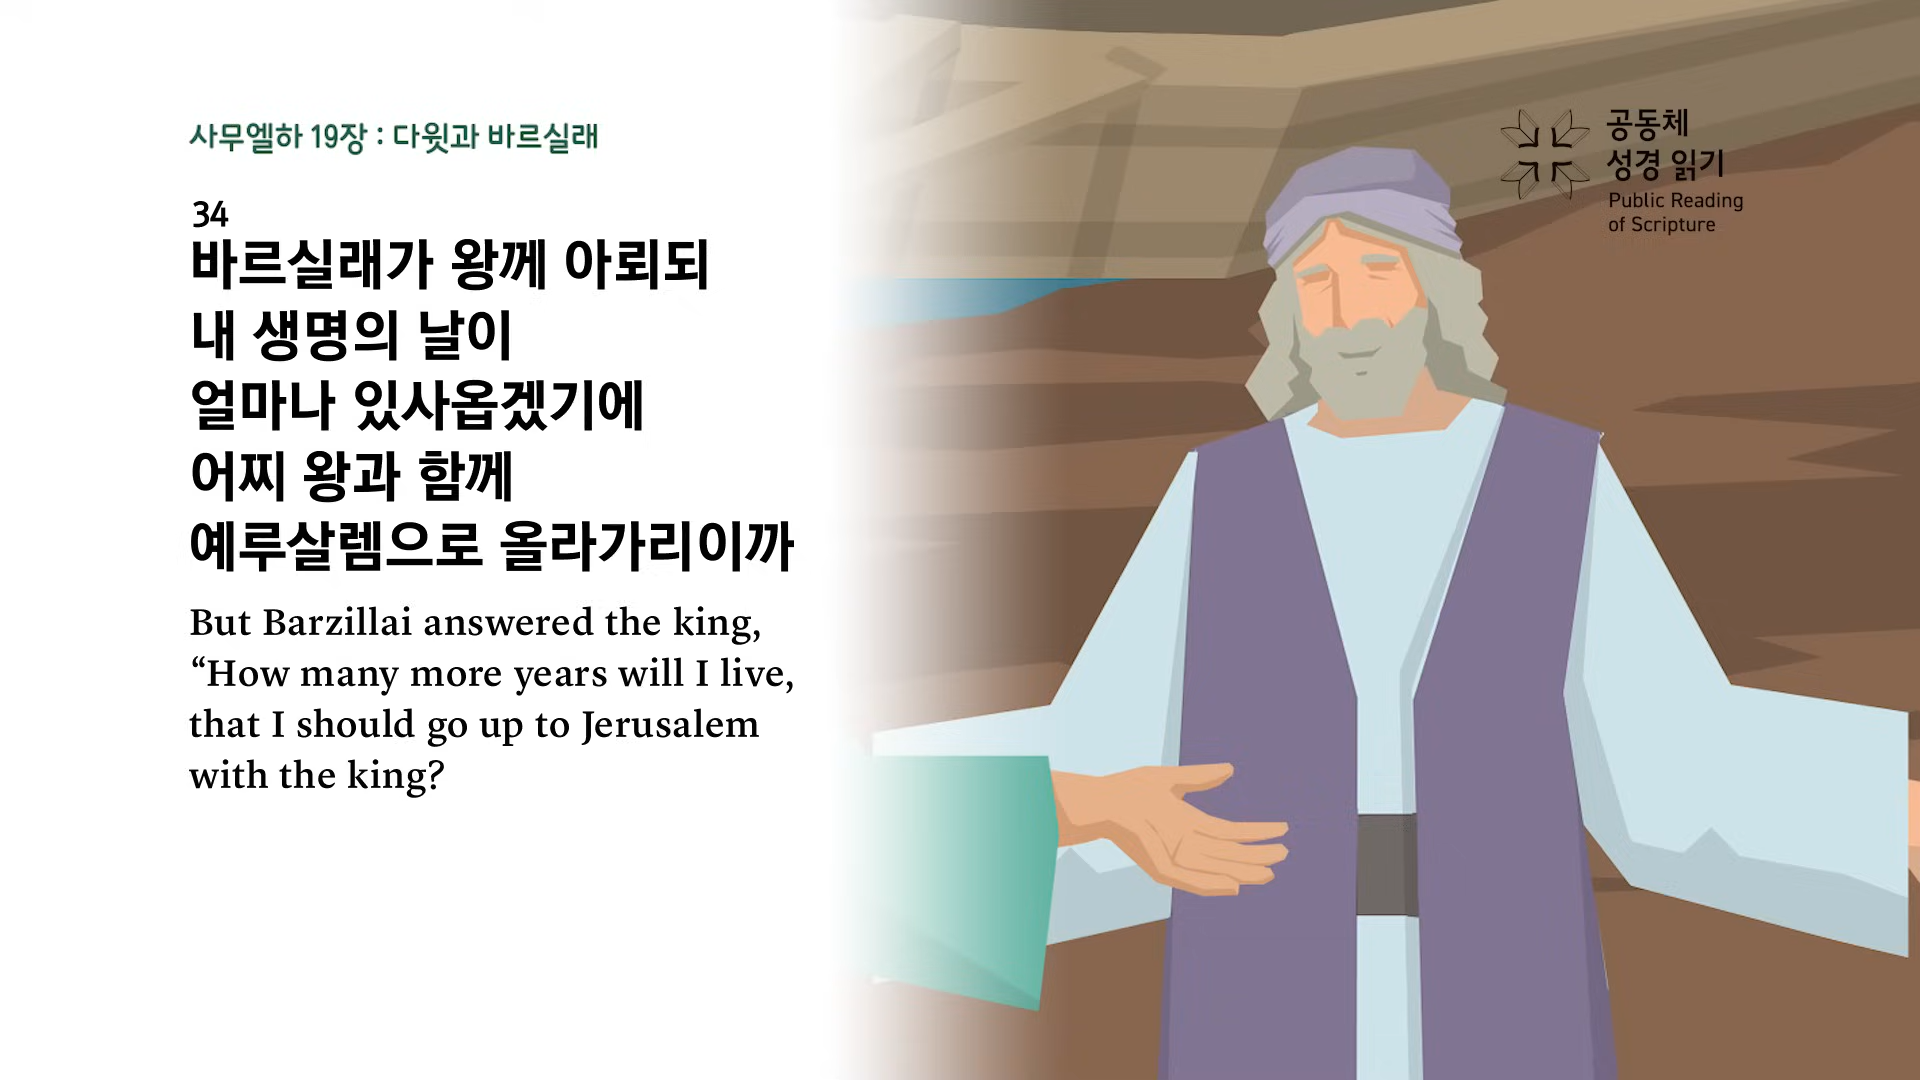 사무엘하 19장 : 다윗과 바르실래
34
바르실래가 왕께 아뢰되
내 생명의 날이
얼마나 있사옵겠기에
어찌 왕과 함께
예루살렘으로 올라가리이까
But Barzillai answered the king,
“How many more years will I live,
that I should go up to Jerusalem
with the king?
공동체
성경 읽기
Public Reading
of Scripture